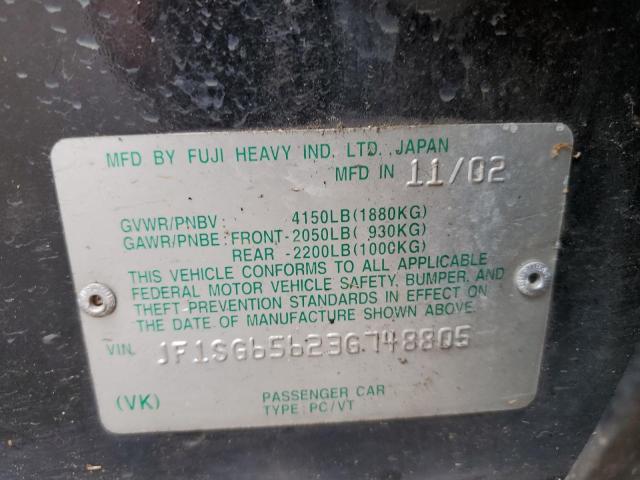 MFD BY FUJI HEAVY IND. LTD. JAPAN
MFD IN 11/02
GVWR/PNBV 4150LB(1880KG)
GAWR/PNBE: FRONT-2050LB( 930KG)
REAR -2200LB(1000KG)
THIS VEHICLE CONFORMS TO ALL APPLICABLE
FEDERAL MOTOR VEHICLE SAFETY, BUMPER, AND
THEFT-PREVENTION STANDARDS IN EFFECT ON
THE DATE OF MANUFACTURE SHOWN ABOVE.
VIN. JF1SG65623G748805
(VK) PASSENGER CAR
TYPE: PC/VT